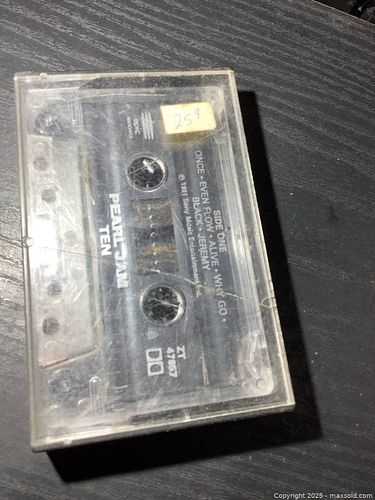 25¢
epic
SIDE ONE
ONCE • EVEN FLOW • ALIVE • WHY GO •
BLACK • JEREMY
℗ 1991 Sony Music Entertainment Inc.
PEARL JAM
TEN
ZT
47857
Copyright © 2025 - maxsold.com